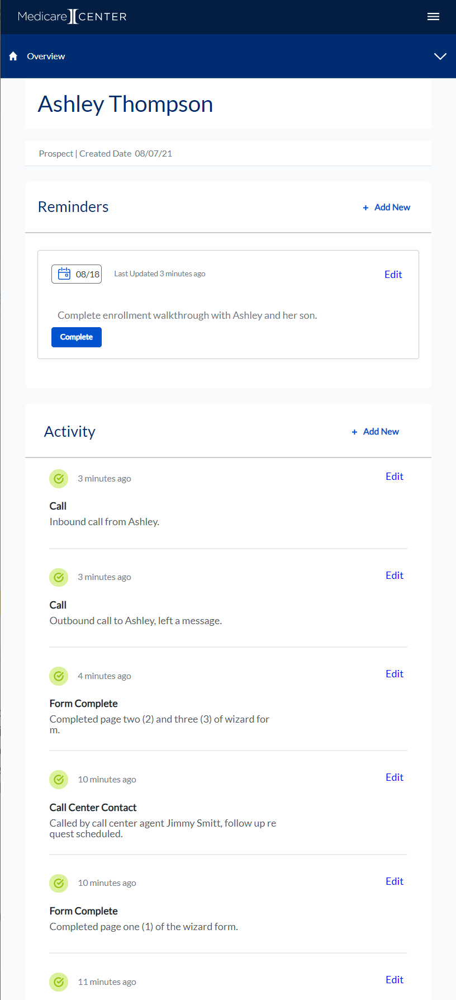 Medicare CENTER
Overview
Ashley Thompson
Prospect | Created Date 08/07/21
Reminders
+ Add New
08/18
Last Updated 3 minutes ago
Edit
Complete enrollment walkthrough with Ashley and her son.
Complete
Activity
+ Add New
3 minutes ago
Edit
Call
Inbound call from Ashley.
3 minutes ago
Edit
Call
Outbound call to Ashley, left a message.
4 minutes ago
Edit
Form Complete
Completed page two (2) and three (3) of wizard for
m.
10 minutes ago
Edit
Call Center Contact
Called by call center agent Jimmy Smitt, follow up re
quest scheduled.
10 minutes ago
Edit
Form Complete
Completed page one (1) of the wizard form.
11 minutes ago
Edit